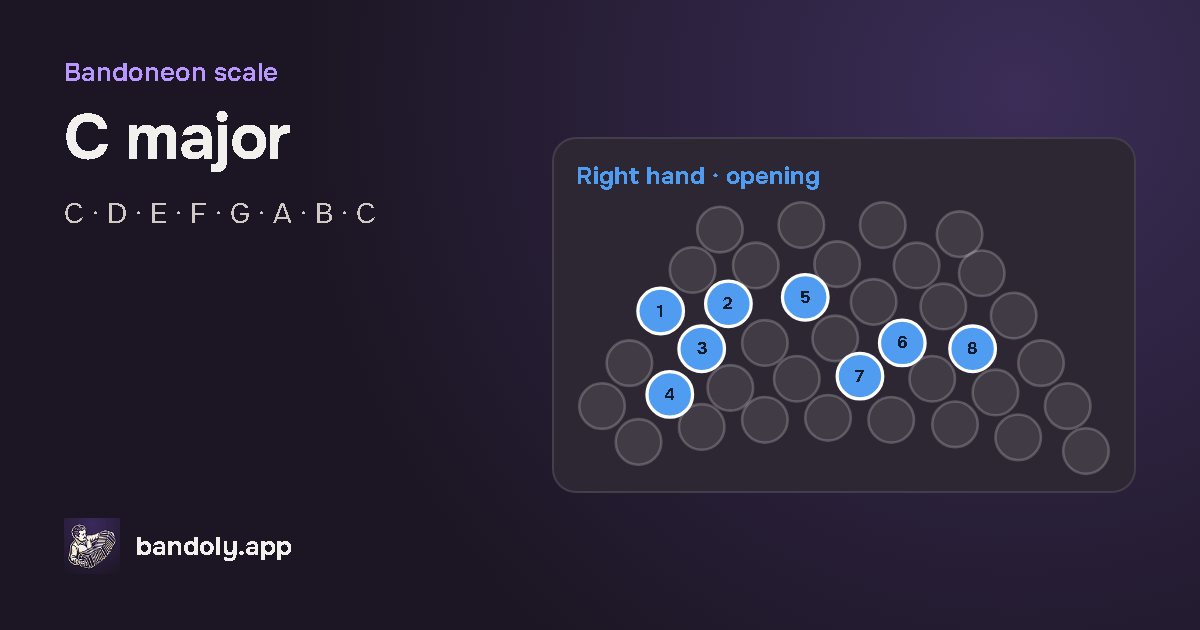 Bandoneon scale
C major
C · D · E · F · G · A · B · C
Right hand · opening
1
2
5
3
6
8
7
4
bandoly.app